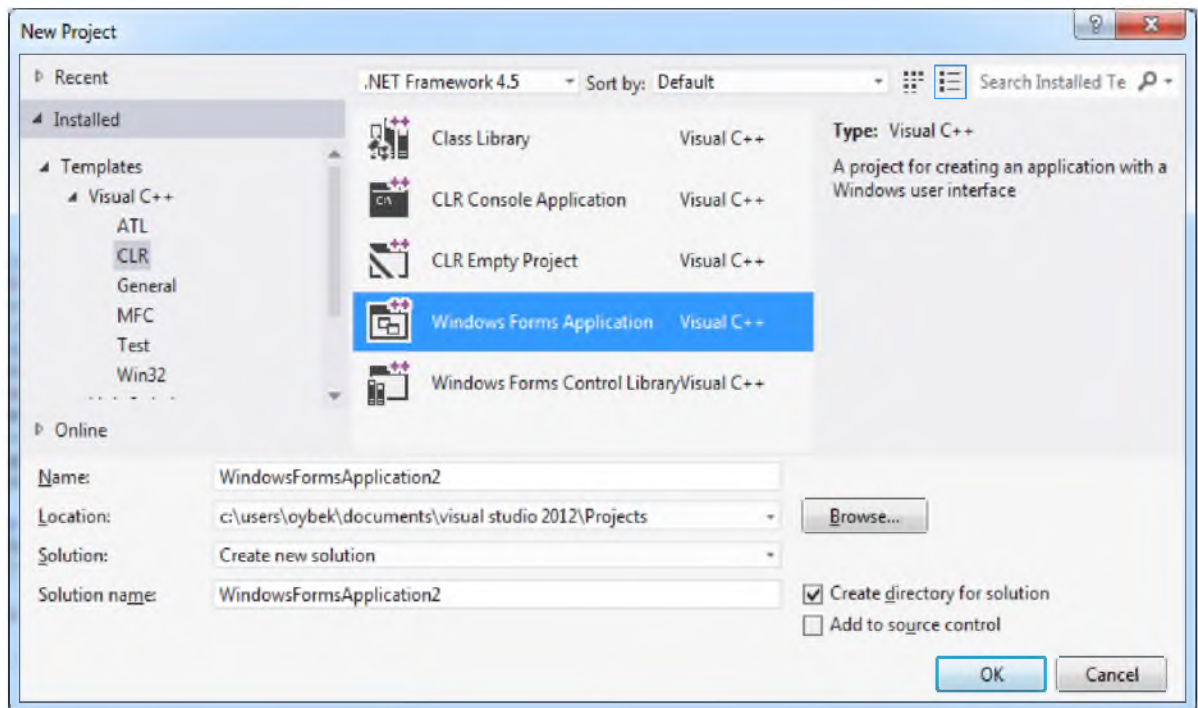 New Project
Recent
Installed
Templates
Visual C++
ATL
CLR
General
MFC
Test
Win32
Online
.NET Framework 4.5 Sort by: Default Search Installed Te
Class Library Visual C++
CLR Console Application Visual C++
CLR Empty Project Visual C++
Windows Forms Application Visual C++
Windows Forms Control Library Visual C++
Type: Visual C++
A project for creating an application with a
Windows user interface
Name: WindowsFormsApplication2
Location: c:\users\oybek\documents\visual studio 2012\Projects Browse...
Solution: Create new solution
Solution name: WindowsFormsApplication2
Create directory for solution
Add to source control
OK Cancel